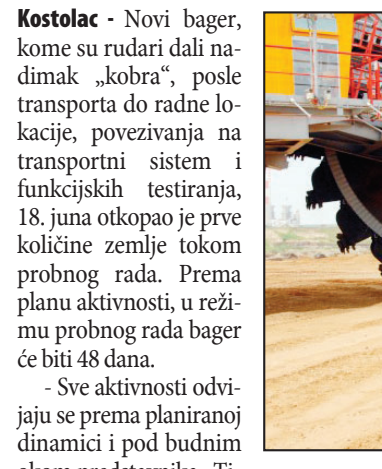 Kostolac - Novi bager,
kome su rudari dali na-
dimak „kobra“, posle
transporta do radne lo-
kacije, povezivanja na
transportni sistem i
funkcijskih testiranja,
18. juna otkopao je prve
količine zemlje tokom
probnog rada. Prema
planu aktivnosti, u reži-
mu probnog rada bager
će biti 48 dana.
- Sve aktivnosti odvi-
jaju se prema planiranoj
dinamici i pod budnim